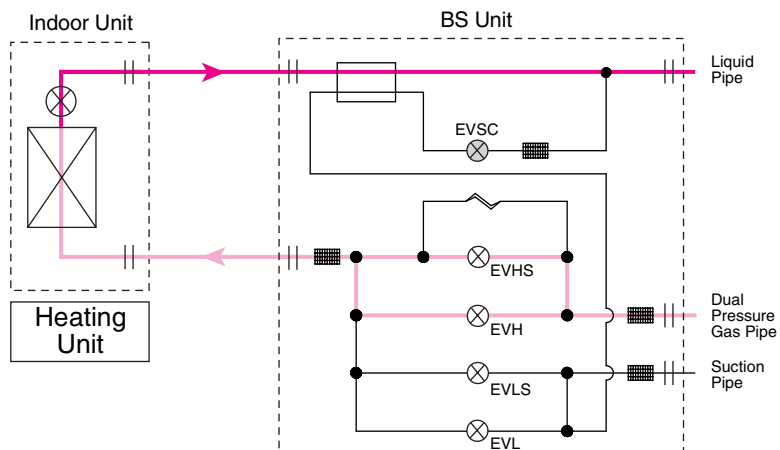 Indoor Unit
BS Unit
Liquid
Pipe
EVSC
EVHS
Heating
Unit
EVH
Dual
Pressure
Gas Pipe
EVLS
Suction
Pipe
EVL